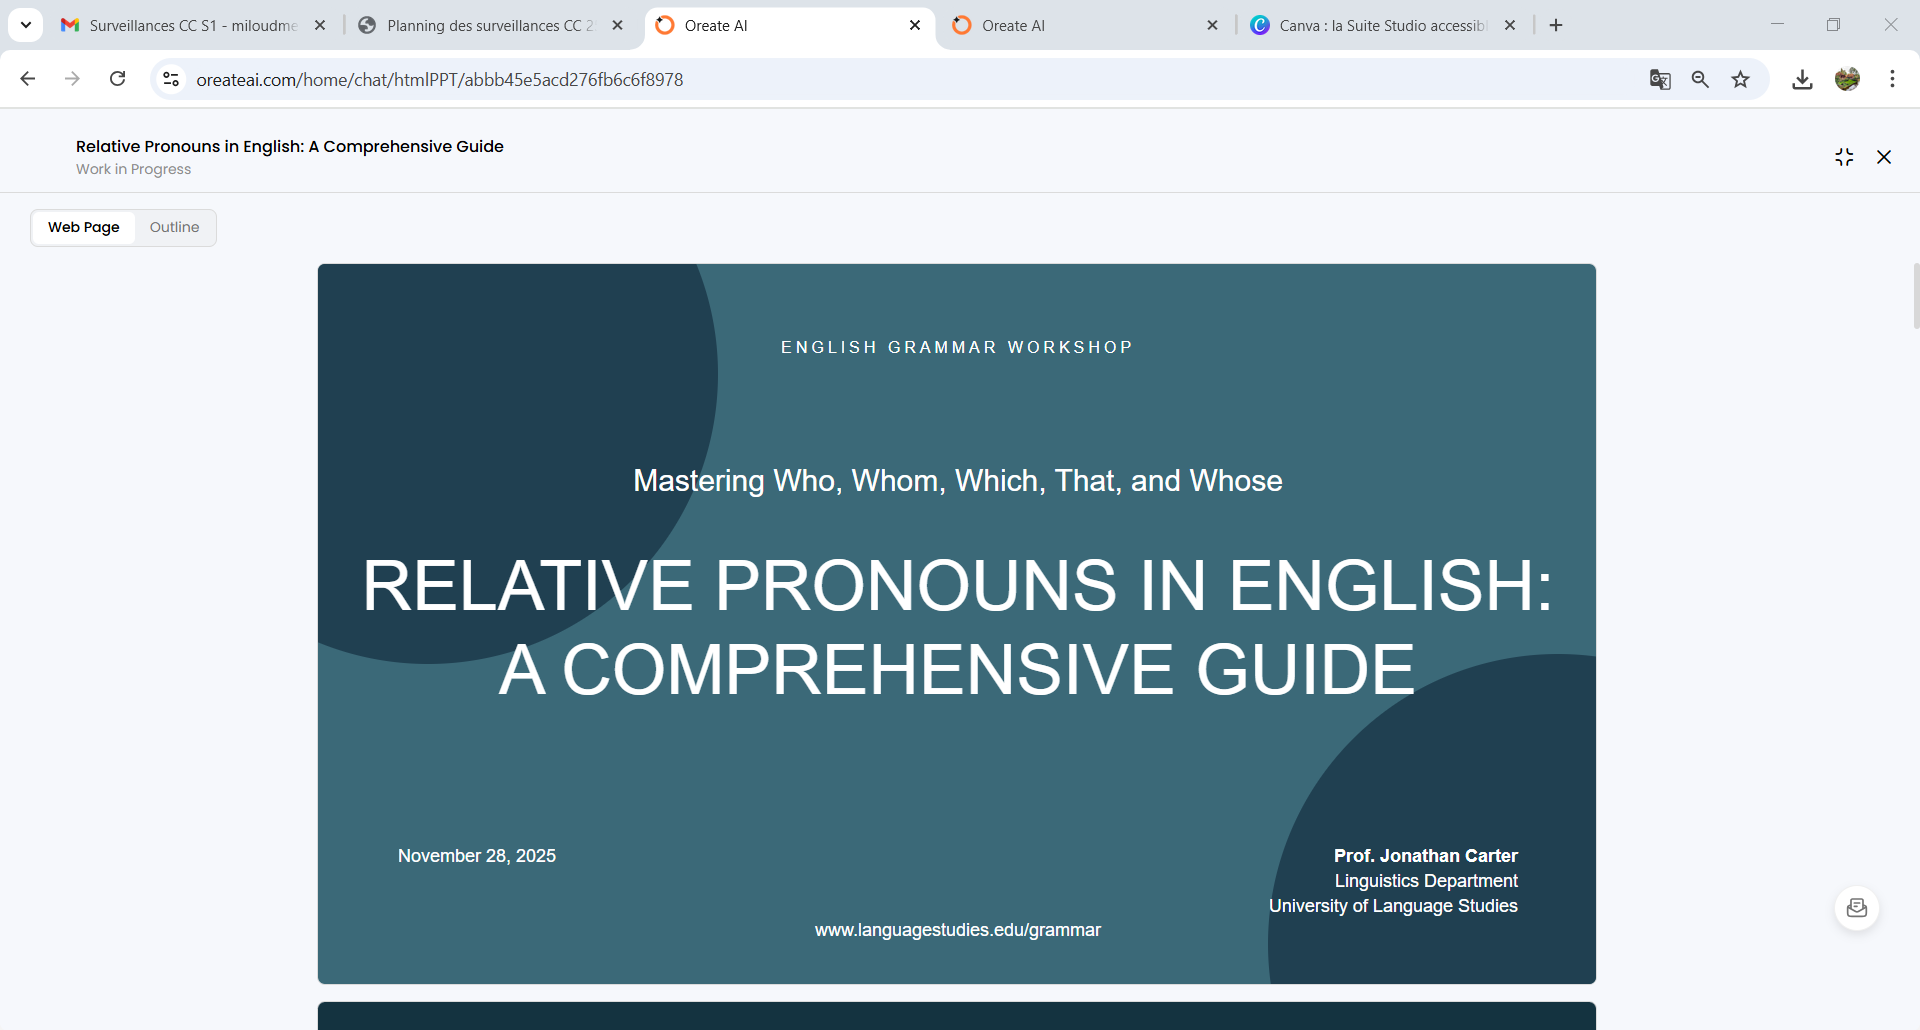 Surveillances CC S1 - miloudme
Planning des surveillances CC 2
Oreate AI
Oreate AI
Canva : la Suite Studio accessib
oreateai.com/home/chat/htmlPPT/abbb45e5acd276fb6c6f8978
Relative Pronouns in English: A Comprehensive Guide
Work in Progress
Web Page
Outline
ENGLISH GRAMMAR WORKSHOP
Mastering Who, Whom, Which, That, and Whose
RELATIVE PRONOUNS IN ENGLISH:
A COMPREHENSIVE GUIDE
November 28, 2025
Prof. Jonathan Carter
Linguistics Department
University of Language Studies
www.languagestudies.edu/grammar